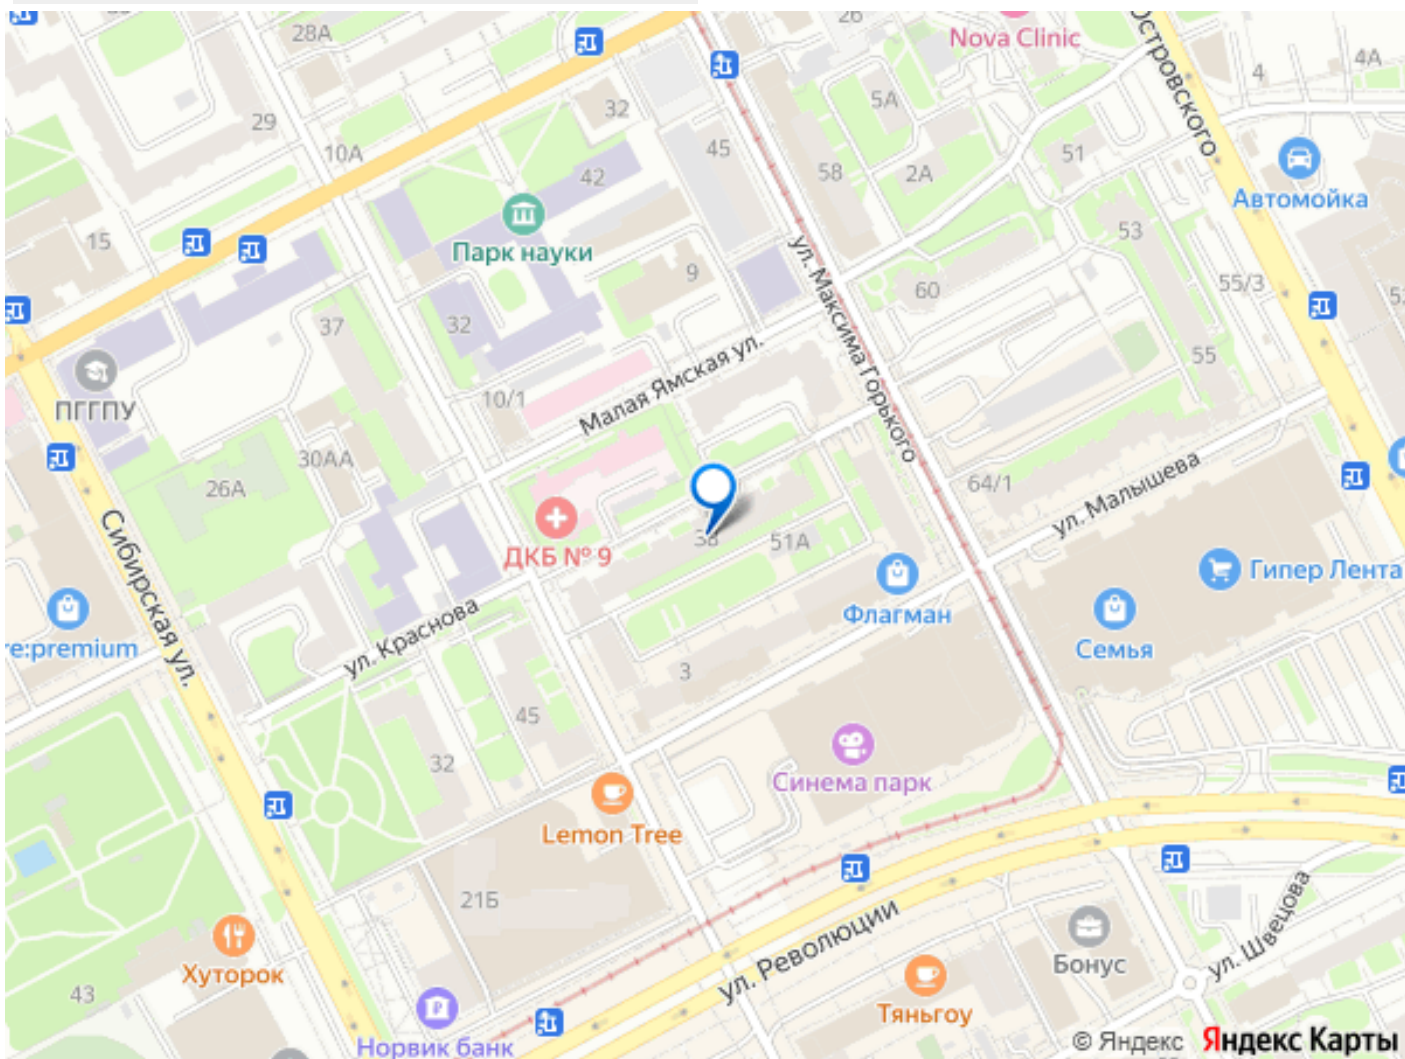 28А
26
Nova Clinic
Островского
4
4А
29
32
5А
10А
45
51
42
58
2А
Автомойка
15
Парк науки
53
9
55/3
60
ул. Максима Горького
37
32
55
ПГГПУ
10/1
Малая Ямская ул.
30АА
26А
64/1
ул. Малышева
38
51А
ДКБ № 9
Гипер Лента
Флагман
Сибирская ул.
ул. Краснова
re:premium
Семья
3
45
32
Синема парк
Lemon Tree
21Б
ул. Революции
ул. Швецова
Хуторок
Бонус
43
Тяньгоу
Норвик банк
© Яндекс Яндекс Карты